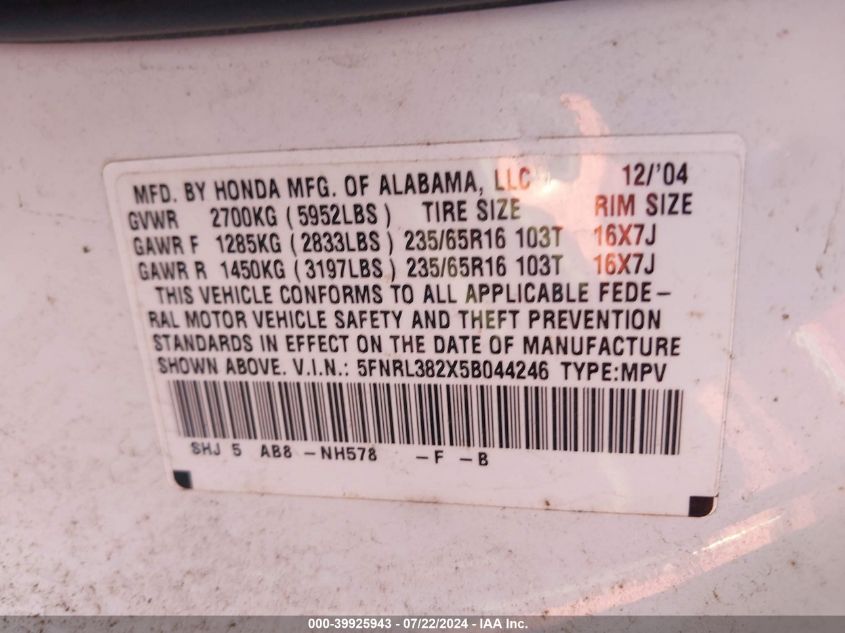 MFD. BY HONDA MFG. OF ALABAMA, LLC 12/'04
GVWR 2700KG (5952LBS) TIRE SIZE RIM SIZE
GAWR F 1285KG (2833LBS) 235/65R16 103T 16X7J
GAWR R 1450KG (3197LBS) 235/65R16 103T 16X7J
THIS VEHICLE CONFORMS TO ALL APPLICABLE FEDE-
RAL MOTOR VEHICLE SAFETY AND THEFT PREVENTION
STANDARDS IN EFFECT ON THE DATE OF MANUFACTURE
SHOWN ABOVE. V.I.N.: 5FNRL382X5B044246 TYPE:MPV
SHJ 5 AB8 -NH578 -F -B
000-39925943 - 07/22/2024 - IAA Inc.